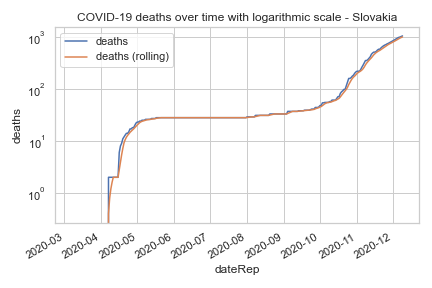 COVID-19 deaths over time with logarithmic scale - Slovakia
deaths
deaths (rolling)
10³
10²
10¹
10⁰
deaths
2020-03
2020-04
2020-05
2020-06
2020-07
2020-08
2020-09
2020-10
2020-11
2020-12
dateRep